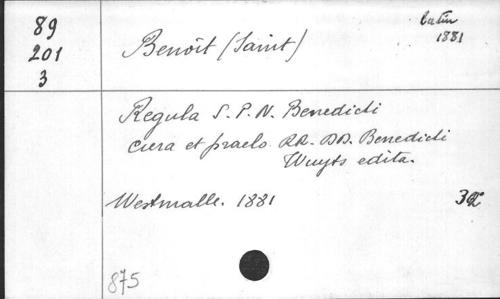 89
201
3
Benoît (Saint)
Latin
1881
Regula S. P. N. Benedicti
cura et praelo RR. DD. Benedicti
Wuyts edita.
Westmalle. 1881
875